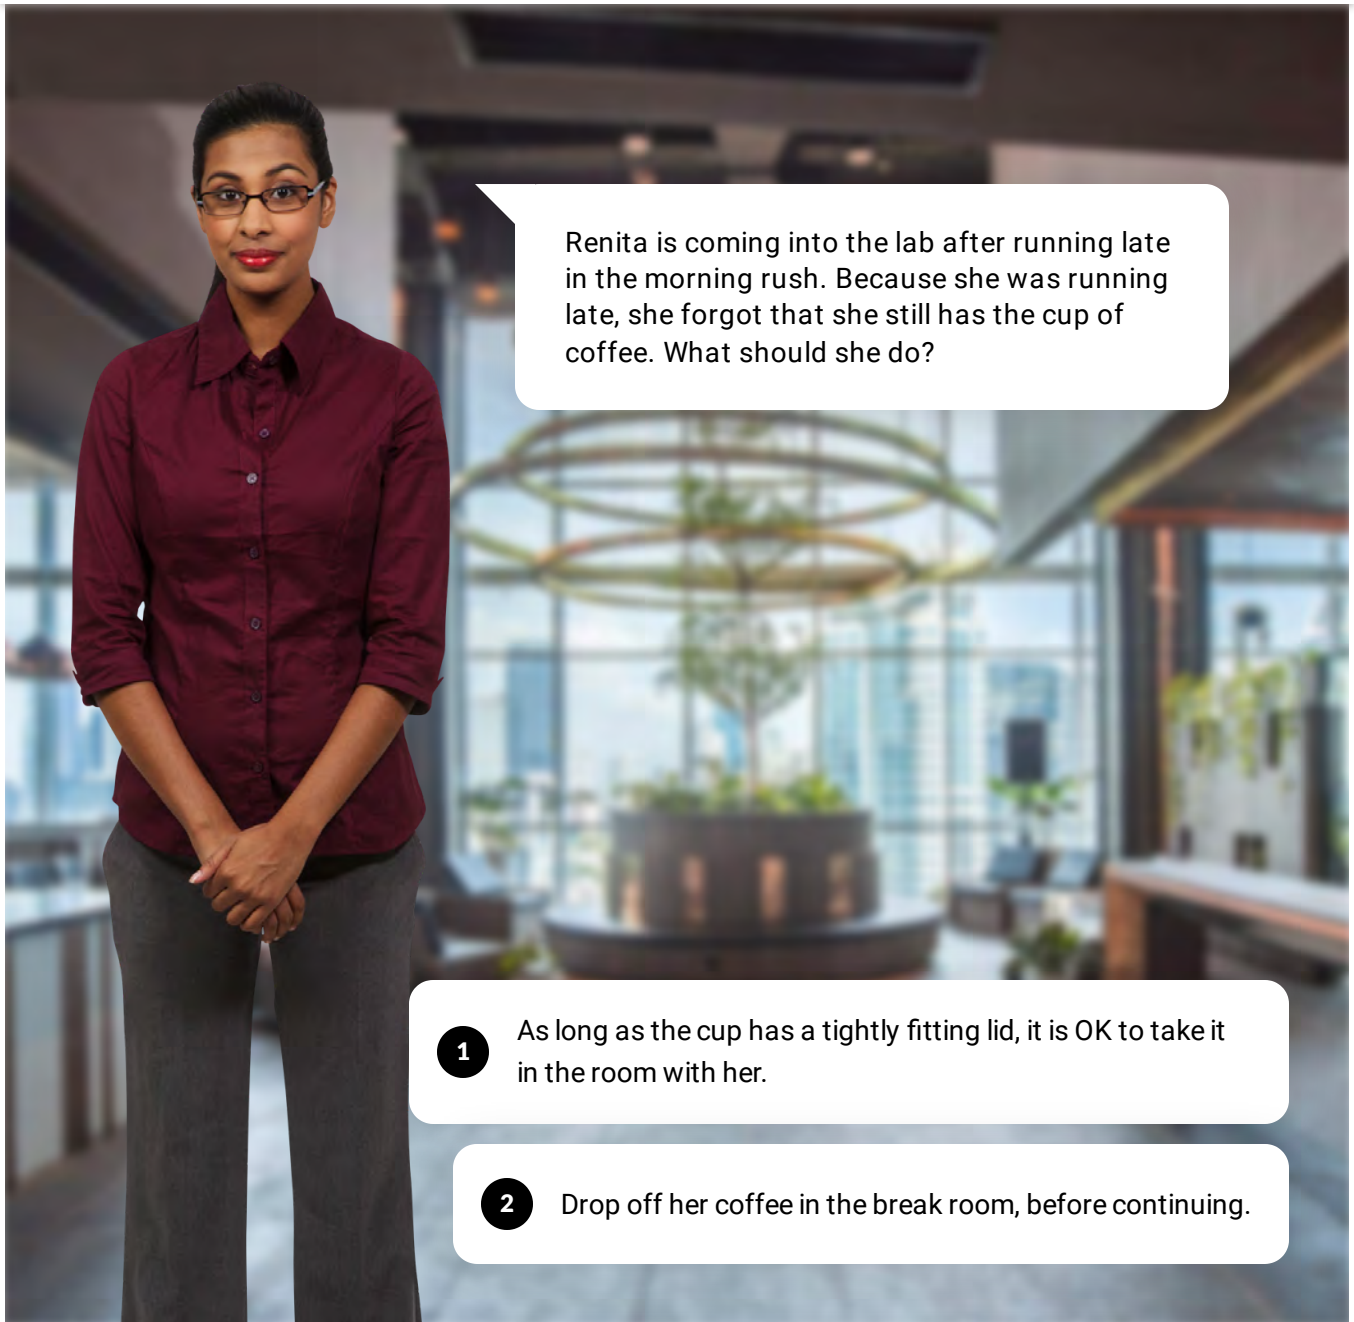 Renita is coming into the lab after running late
in the morning rush. Because she was running
late, she forgot that she still has the cup of
coffee. What should she do?
1
As long as the cup has a tightly fitting lid, it is OK to take it
in the room with her.
2
Drop off her coffee in the break room, before continuing.